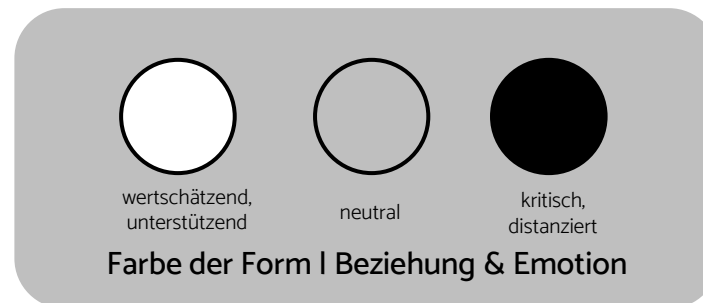 wertschätzend,
unterstützend
neutral
kritisch,
distanziert
Farbe der Form I Beziehung & Emotion